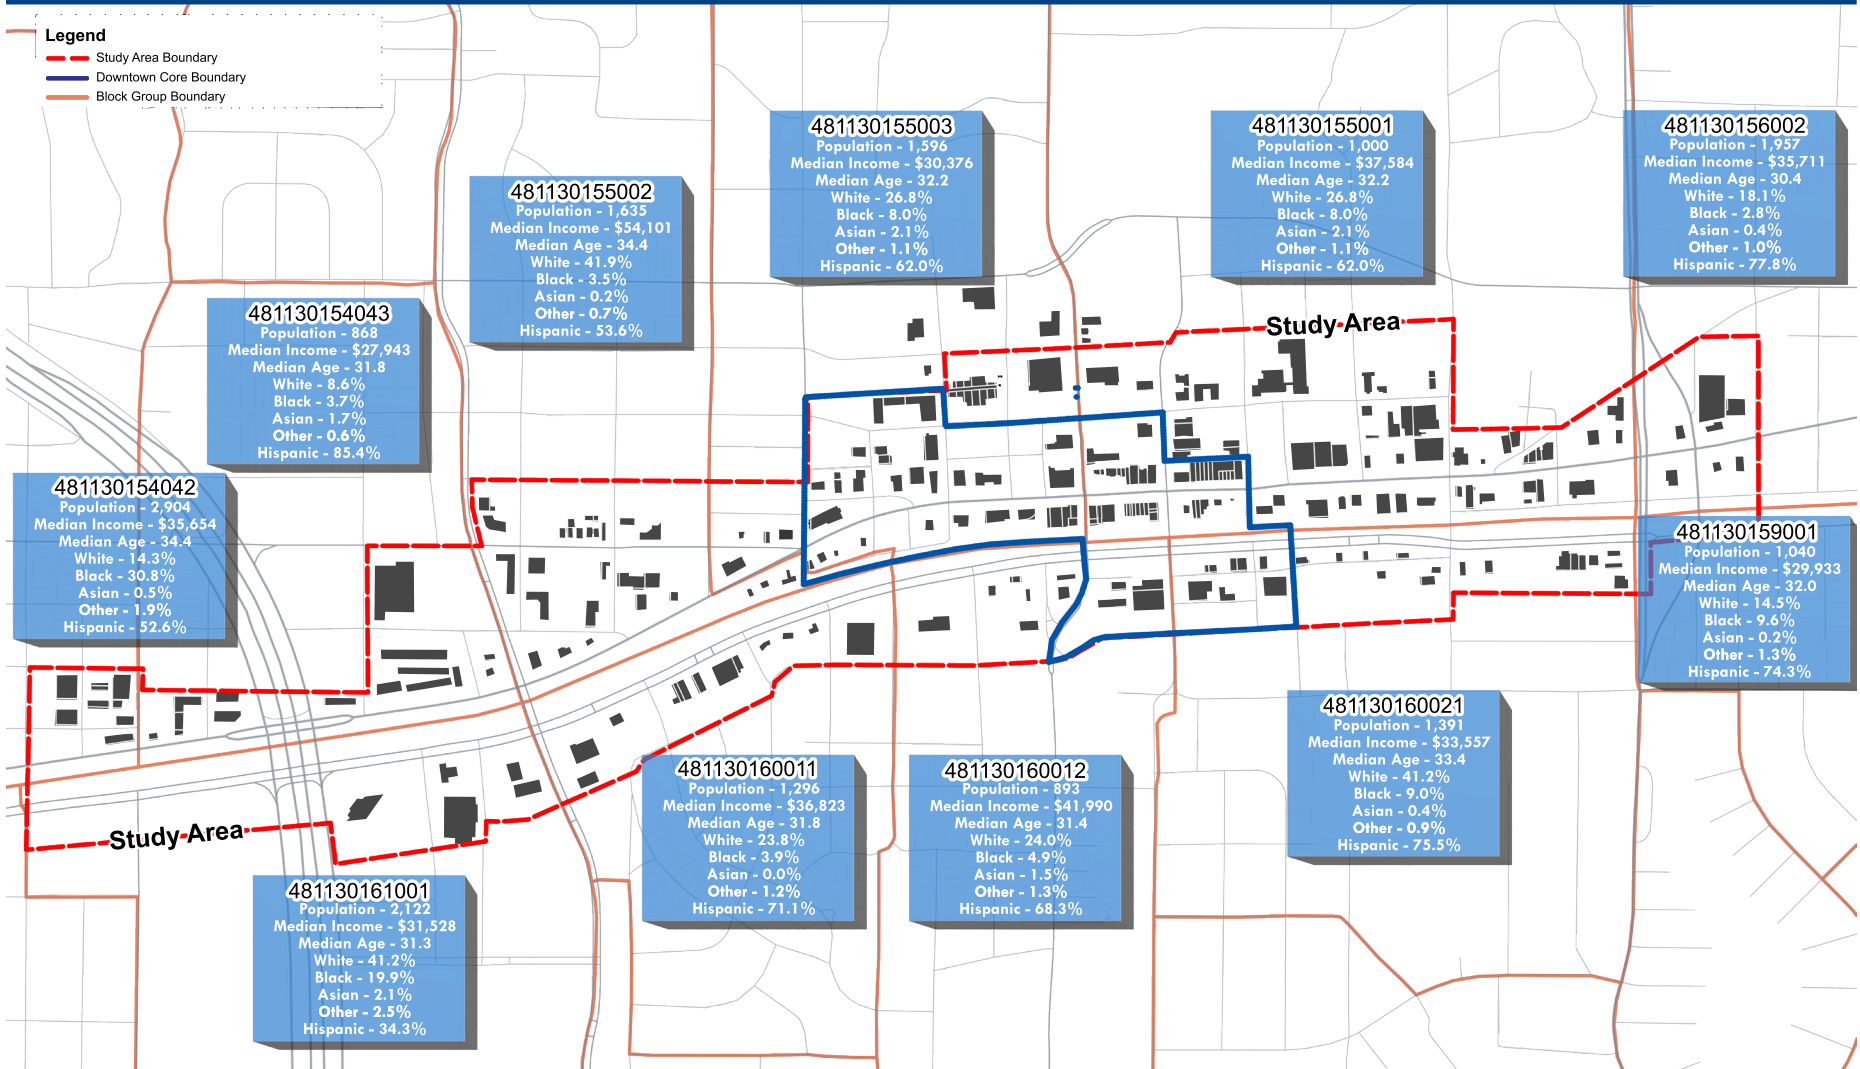 Legend
Study Area Boundary
Downtown Core Boundary
Block Group Boundary
481130155003
Population - 1,596
Median Income - $30,376
Median Age - 32.2
White - 26.8%
Black - 8.0%
Asian - 2.1%
Other - 1.1%
Hispanic - 62.0%
481130155001
Population - 1,000
Median Income - $37,584
Median Age - 32.2
White - 26.8%
Black - 8.0%
Asian - 2.1%
Other - 1.1%
Hispanic - 62.0%
481130156002
Population - 1,957
Median Income - $35,711
Median Age - 30.4
White - 18.1%
Black - 2.8%
Asian - 0.4%
Other - 1.0%
Hispanic - 77.8%
481130155002
Population - 1,635
Median Income - $54,101
Median Age - 34.4
White - 41.9%
Black - 3.5%
Asian - 0.2%
Other - 0.7%
Hispanic - 53.6%
481130154043
Population - 868
Median Income - $27,943
Median Age - 31.8
White - 8.6%
Black - 3.7%
Asian - 1.7%
Other - 0.6%
Hispanic - 85.4%
Study Area
481130154042
Population - 2,904
Median Income - $35,654
Median Age - 34.4
White - 14.3%
Black - 30.8%
Asian - 0.5%
Other - 1.9%
Hispanic - 52.6%
481130159001
Population - 1,040
Median Income - $29,933
Median Age - 32.0
White - 14.5%
Black - 9.6%
Asian - 0.2%
Other - 1.3%
Hispanic - 74.3%
481130160021
Population - 1,391
Median Income - $33,557
Median Age - 33.4
White - 41.2%
Black - 9.0%
Asian - 0.4%
Other - 0.9%
Hispanic - 75.5%
481130160011
Population - 1,296
Median Income - $36,823
Median Age - 31.8
White - 23.8%
Black - 3.9%
Asian - 0.0%
Other - 1.2%
Hispanic - 71.1%
481130160012
Population - 893
Median Income - $41,990
Median Age - 31.4
White - 24.0%
Black - 4.9%
Asian - 1.5%
Other - 1.3%
Hispanic - 68.3%
Study Area
481130161001
Population - 2,122
Median Income - $31,528
Median Age - 31.3
White - 41.2%
Black - 19.9%
Asian - 2.1%
Other - 2.5%
Hispanic - 34.3%